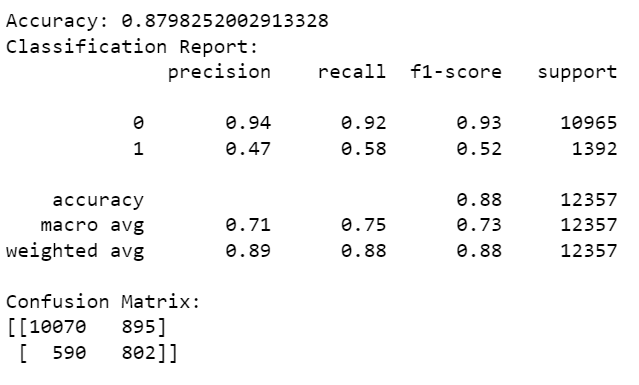 Accuracy: 0.8798252002913328
Classification Report:
              precision    recall  f1-score   support

           0       0.94      0.92      0.93     10965
           1       0.47      0.58      0.52      1392

    accuracy                           0.88     12357
   macro avg       0.71      0.75      0.73     12357
weighted avg       0.89      0.88      0.88     12357

Confusion Matrix:
[[10070   895]
 [  590   802]]